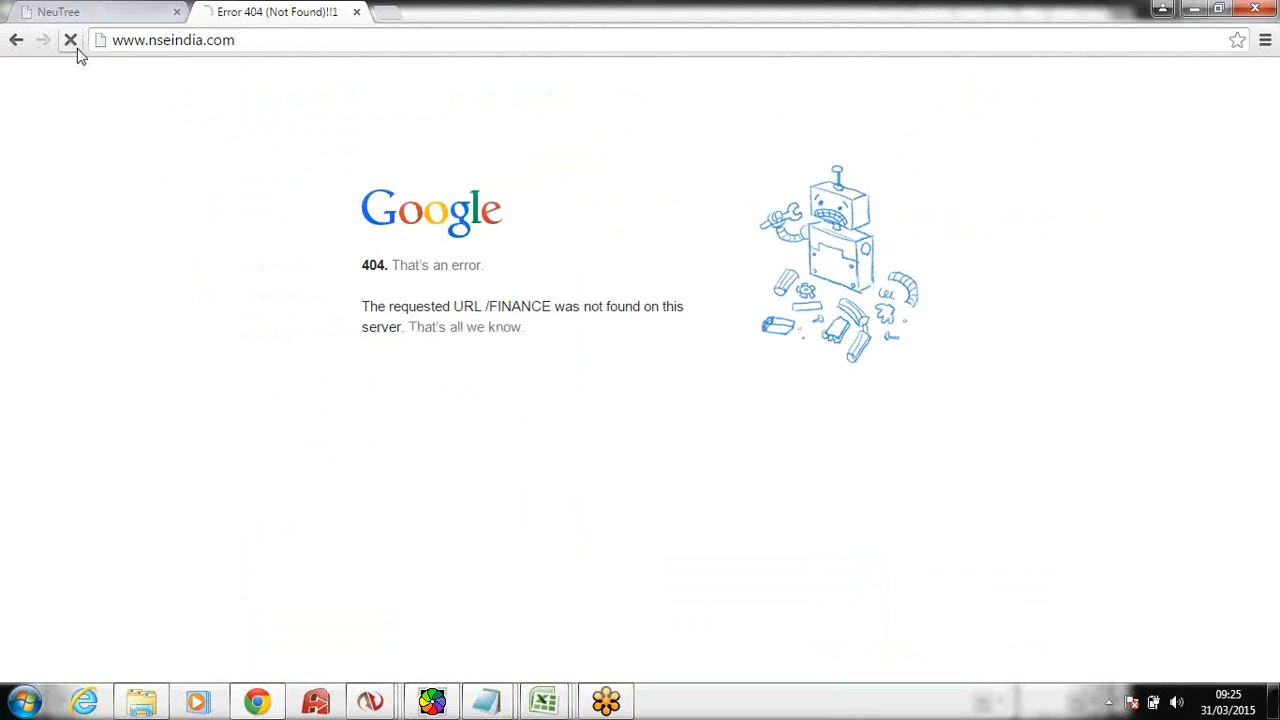 NeuTree
Error 404 (Not Found)!!1
www.nseindia.com
Google
404. That's an error.
The requested URL /FINANCE was not found on this
server. That's all we know.
09:25
31/03/2015